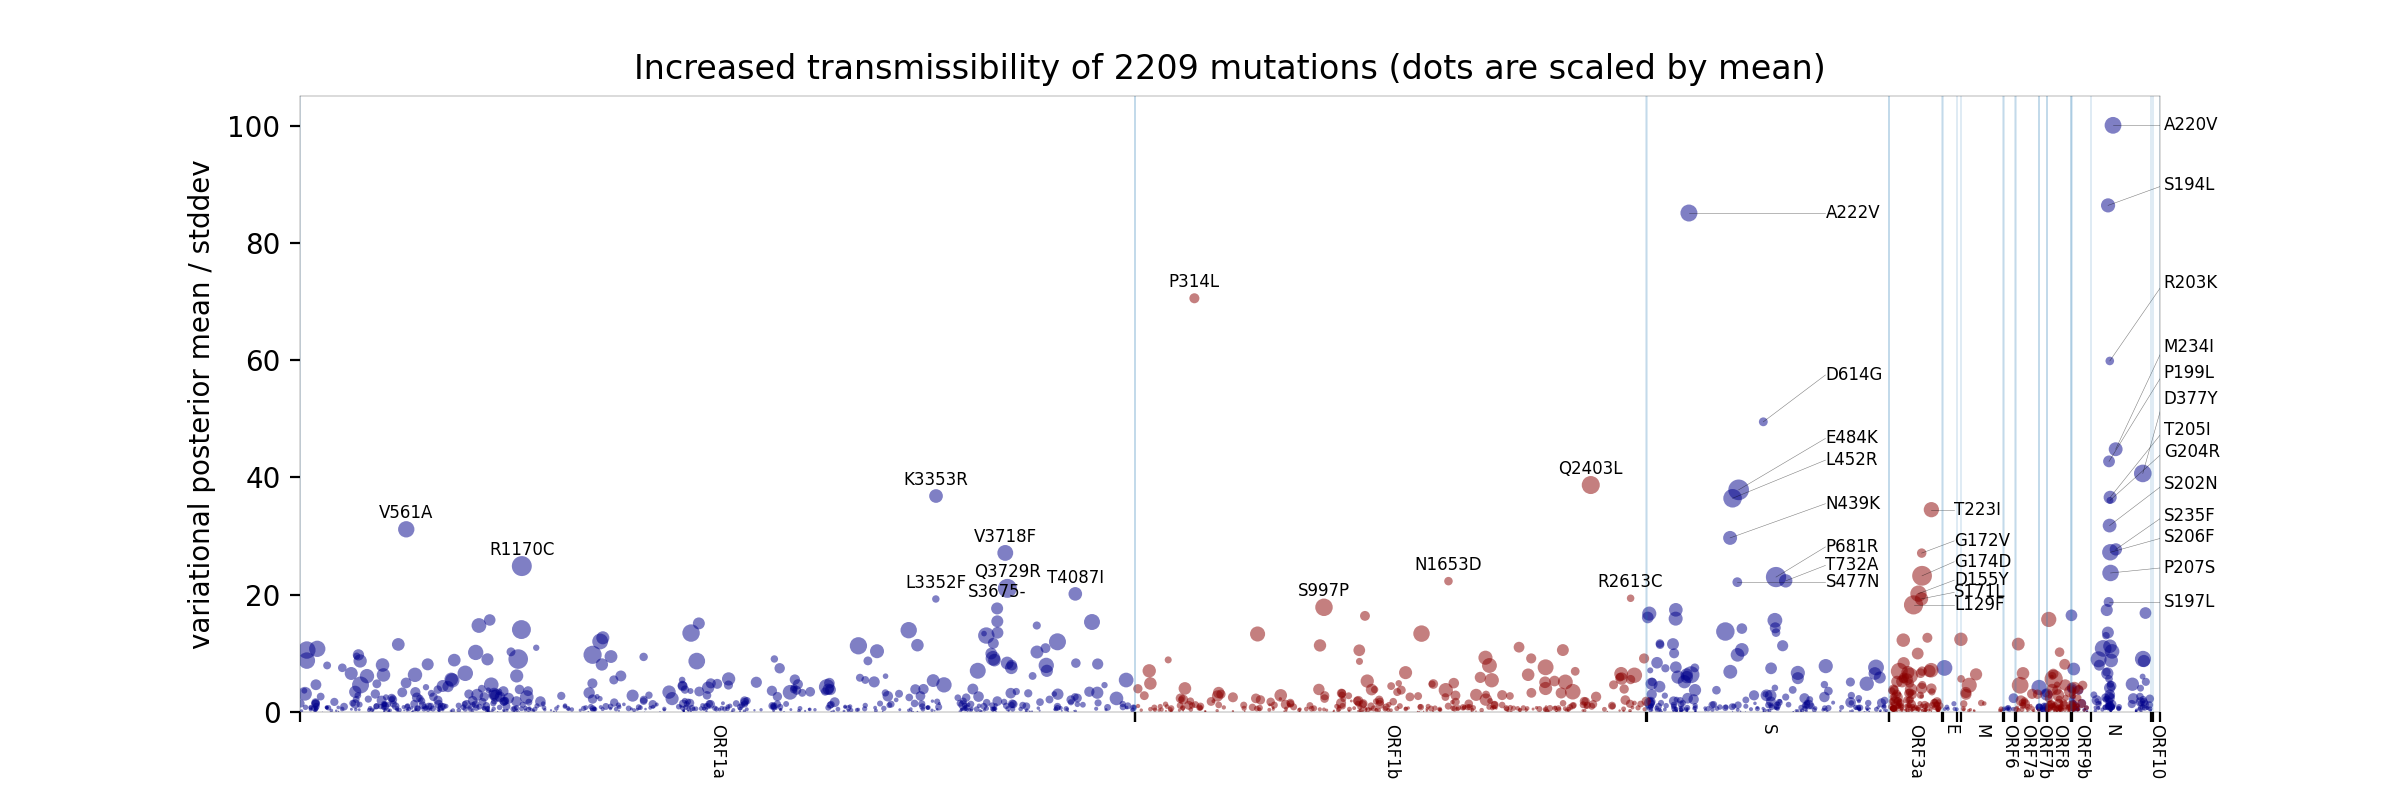 Increased transmissibility of 2209 mutations (dots are scaled by mean)
variational posterior mean / stddev
100
80
60
40
20
0
A220V
S194L
A222V
R203K
P314L
M234I
P199L
D614G
D377Y
T205I
E484K
G204R
L452R
Q2403L
K3353R
S202N
N439K
V561A
T223I
S235F
V3718F
S206F
G172V
P681R
R1170C
G174D
T732A
N1653D
P207S
Q3729R
T4087I
D155Y
L3352F
R2613C
S477N
S3675-
S997P
S171L
L129F
S197L
ORF1a
ORF1b
S
ORF3a
E
M
ORF6
ORF7a
ORF7b
ORF8
ORF9b
N
ORF10